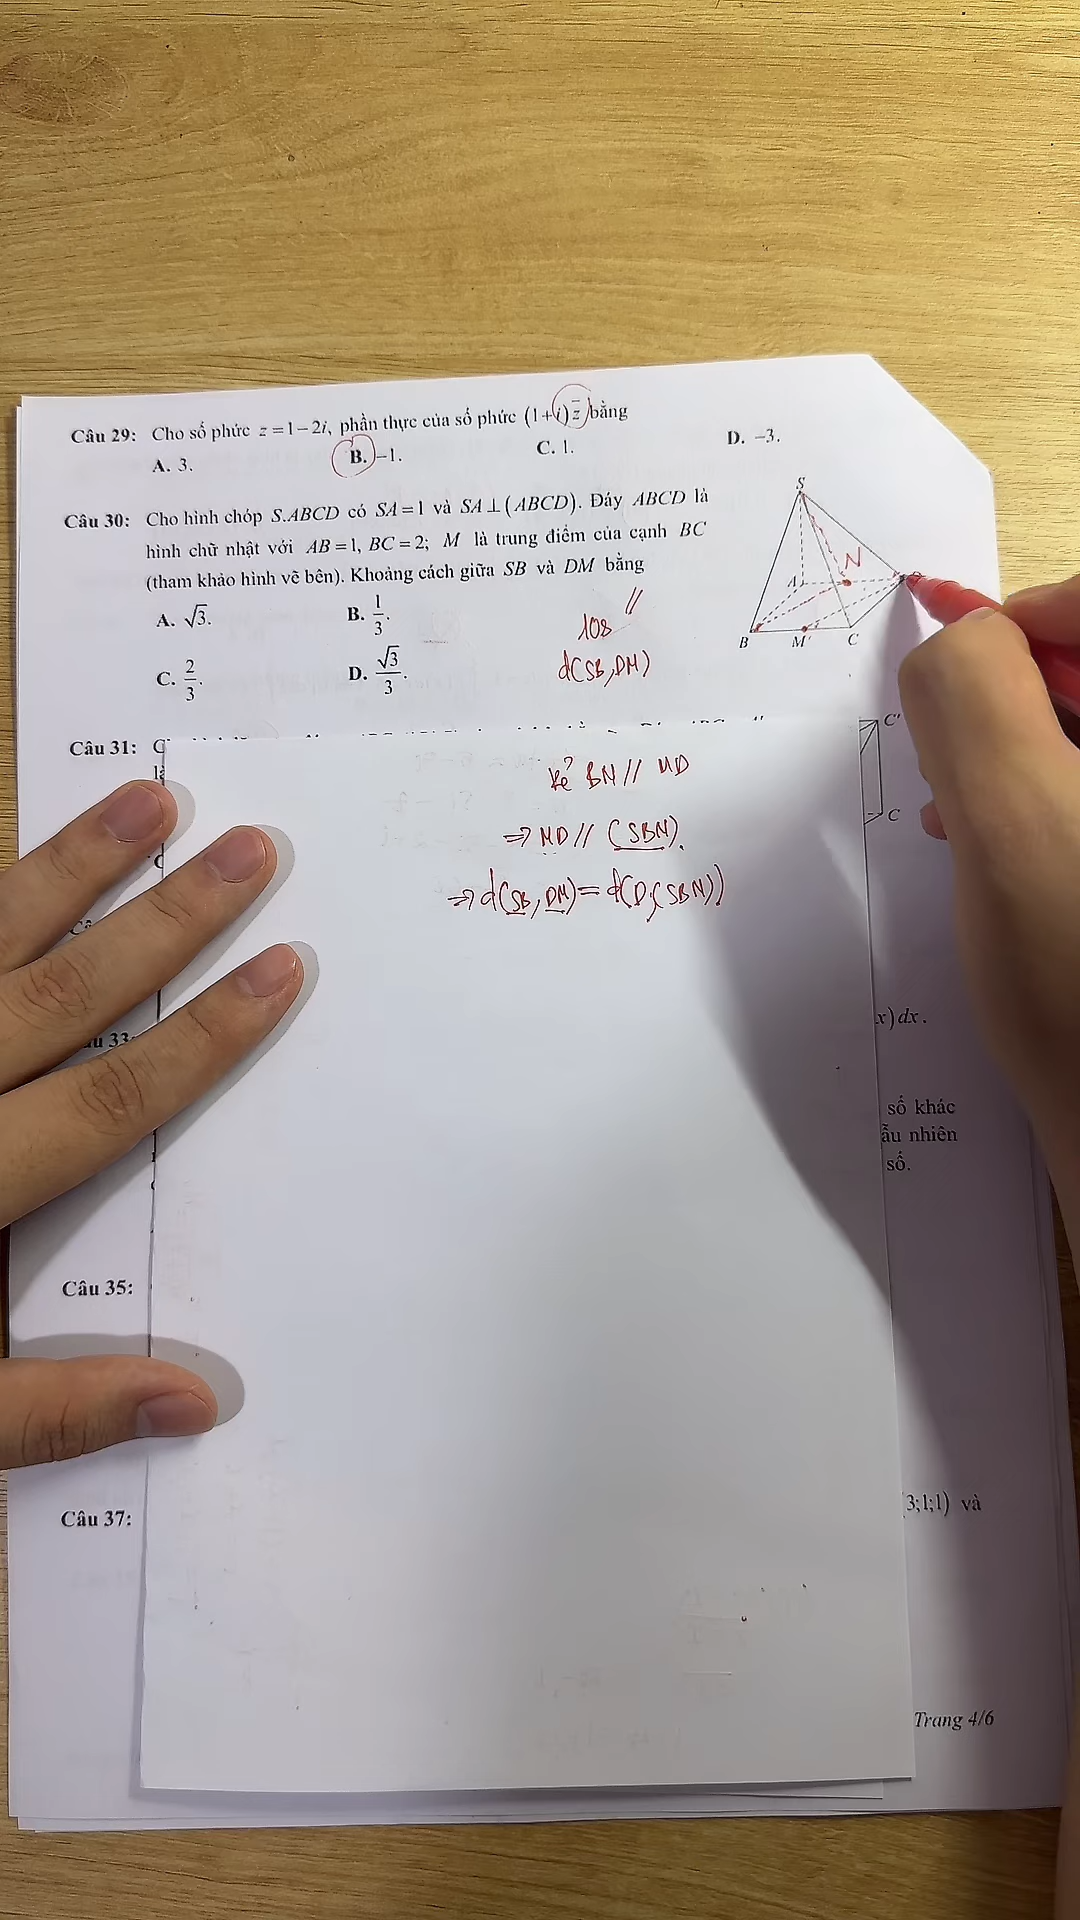 Câu 29: Cho số phức z = 1 − 2i, phần thực của số phức (1 + i)z̅ bằng
A. 3. B. −1. C. 1. D. −3.
Câu 30: Cho hình chóp S.ABCD có SA = 1 và SA ⊥ (ABCD). Đáy ABCD là
hình chữ nhật với AB = 1, BC = 2; M là trung điểm của cạnh BC
(tham khảo hình vẽ bên). Khoảng cách giữa SB và DM bằng
A. √3. B. 1/3.
C. 2/3. D. √3/3.
S
N
A
B M C
//
d(SB,DM)
Câu 31:
C'
C
kẻ BN // MD
⇒ MD // (SBN).
⇒ d(SB, DM) = d(D;(SBN))
x)dx.
số khác
ẫu nhiên
số.
Câu 35:
Câu 37:
3;1;1) và
Trang 4/6